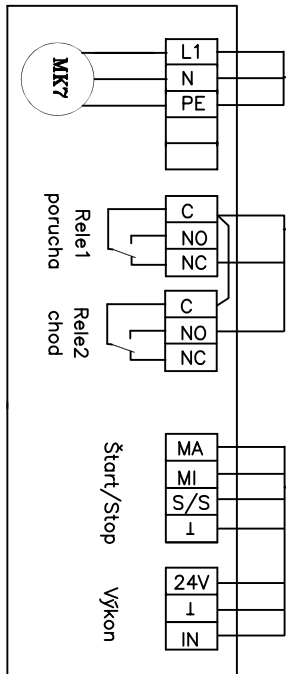 MK7
L1
N
PE
Rele1
porucha
C
NO
NC
Rele2
chod
C
NO
NC
Štart/Stop
MA
MI
S/S
⊥
Výkon
24V
⊥
IN